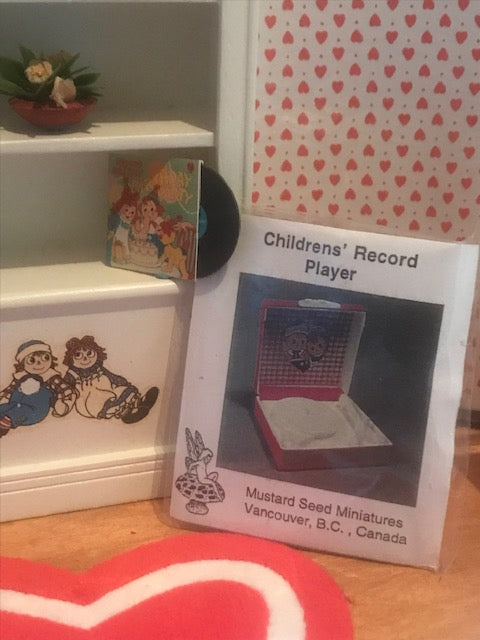 Childrens' Record
Player
Mustard Seed Miniatures
Vancouver, B.C. , Canada